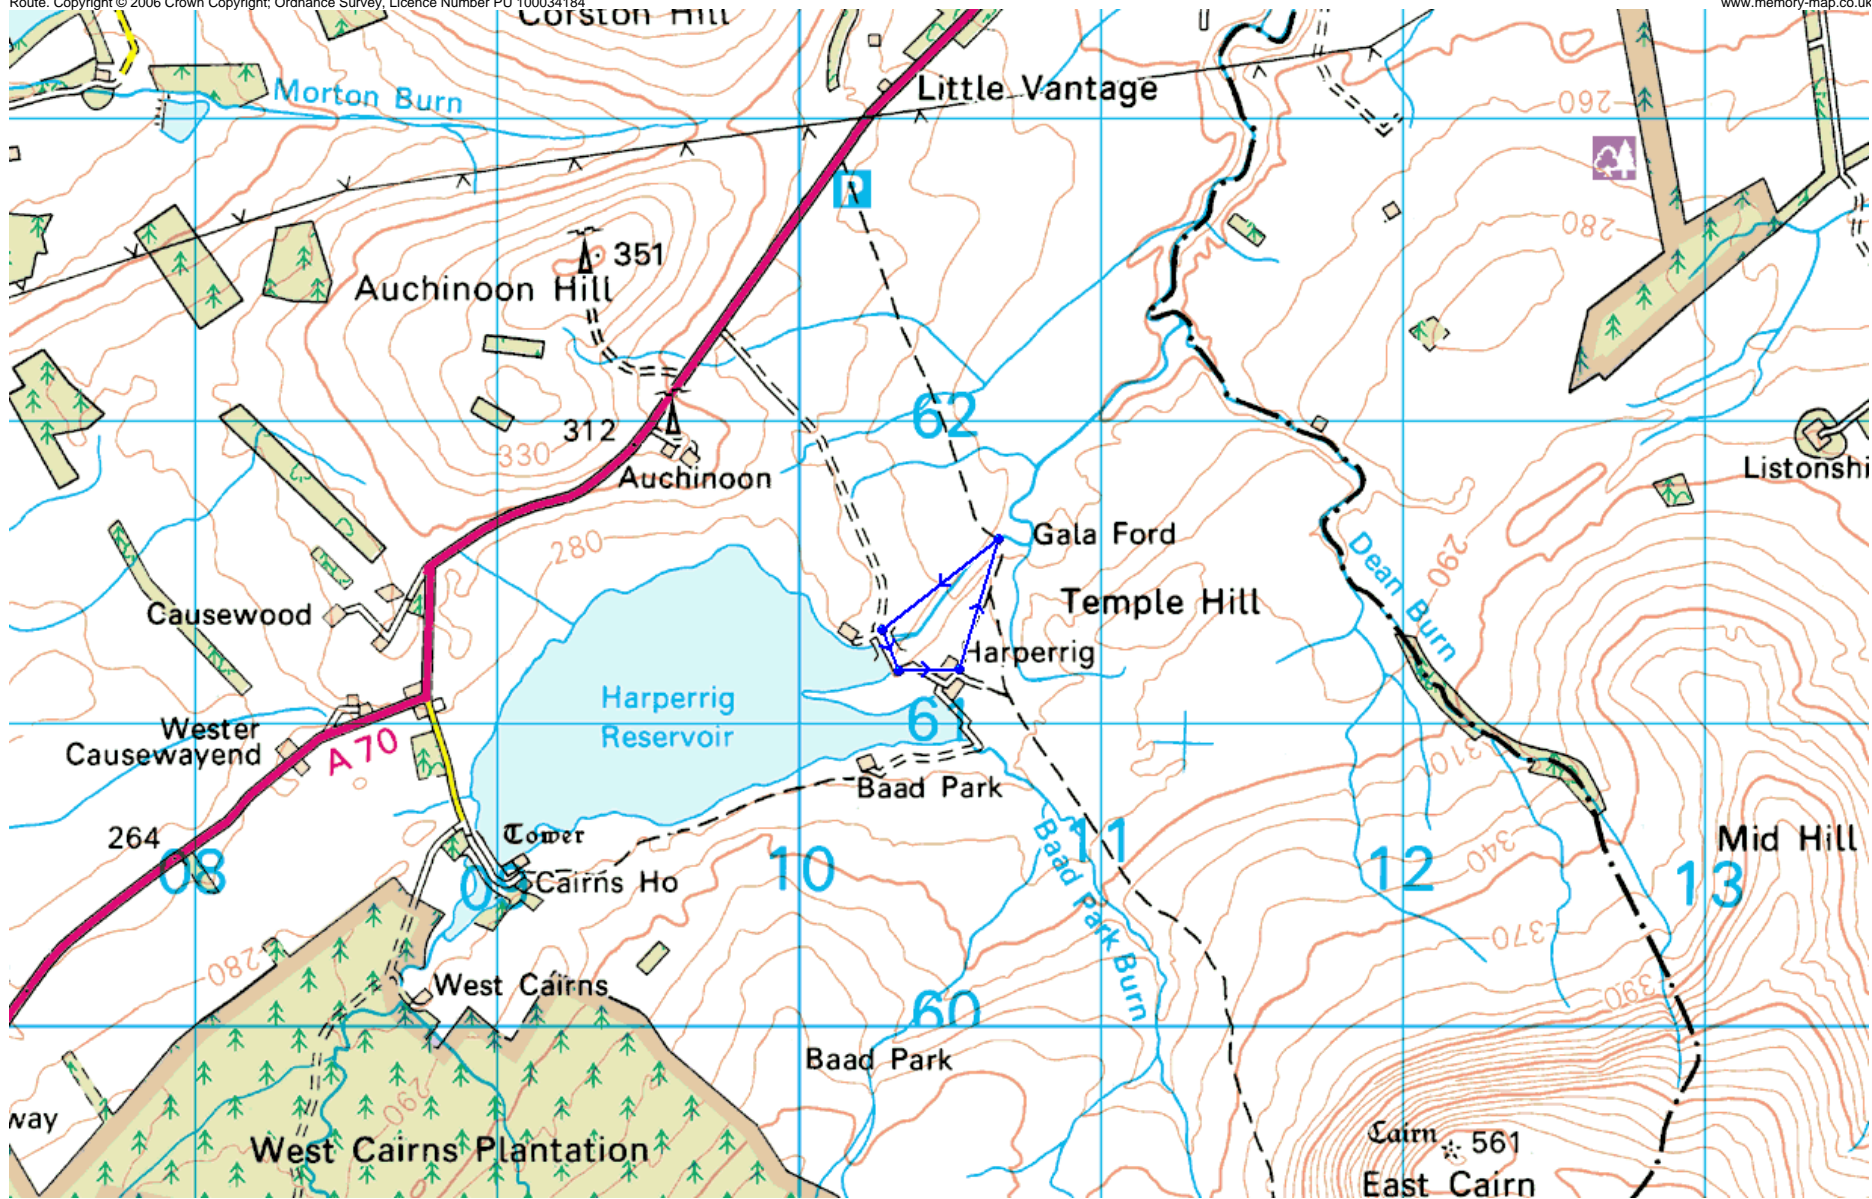 Route. Copyright © 2006 Crown Copyright; Ordnance Survey, Licence Number PU 100034184
www.memory-map.co.uk
Corston Hill
Little Vantage
Morton Burn
260
P
280
351
Auchinoon Hill
62
312
330
Auchinoon
Listonshi
280
Gala Ford
290
Dean Burn
Causewood
Temple Hill
Harperrig
Harperrig
Reservoir
61
Wester
Causewayend
A 70
310
Baad Park
264
Tower
11
Mid Hill
340
08
09
Cairns Ho
10
12
13
Baad Park Burn
370
280
West Cairns
390
60
Baad Park
290
way
West Cairns Plantation
Cairn
561
East Cairn